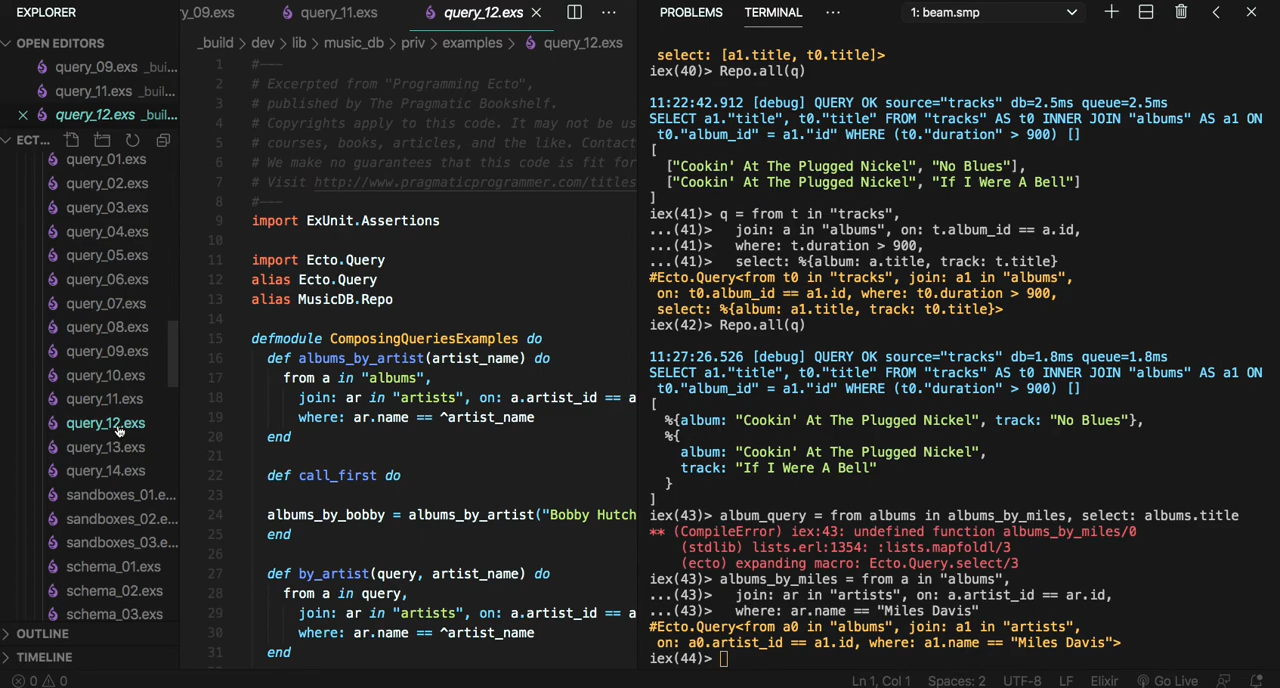 EXPLORER
OPEN EDITORS
query_09.exs _bui...
query_11.exs _buil...
query_12.exs _buil...
ECT...
query_01.exs
query_02.exs
query_03.exs
query_04.exs
query_05.exs
query_06.exs
query_07.exs
query_08.exs
query_09.exs
query_10.exs
query_11.exs
query_12.exs
query_13.exs
query_14.exs
sandboxes_01.e...
sandboxes_02.e...
sandboxes_03.e...
schema_01.exs
schema_02.exs
schema_03.exs
OUTLINE
TIMELINE
0 0
y_09.exs query_11.exs query_12.exs
_build > dev > lib > music_db > priv > examples > query_12.exs
1 #---
2 # Excerpted from "Programming Ecto",
3 # published by The Pragmatic Bookshelf.
4 # Copyrights apply to this code. It may not be us
5 # courses, books, articles, and the like. Contact
6 # We make no guarantees that this code is fit for
7 # Visit http://www.pragmaticprogrammer.com/titles
8 #---
9 import ExUnit.Assertions
10
11 import Ecto.Query
12 alias Ecto.Query
13 alias MusicDB.Repo
14
15 defmodule ComposingQueriesExamples do
16 def albums_by_artist(artist_name) do
17 from a in "albums",
18 join: ar in "artists", on: a.artist_id == a
19 where: ar.name == ^artist_name
20 end
21
22 def call_first do
23
24 albums_by_bobby = albums_by_artist("Bobby Hutch
25 end
26
27 def by_artist(query, artist_name) do
28 from a in query,
29 join: ar in "artists", on: a.artist_id == a
30 where: ar.name == ^artist_name
31 end
PROBLEMS TERMINAL ... 1: beam.smp
select: [a1.title, t0.title]>
iex(40)> Repo.all(q)
11:22:42.912 [debug] QUERY OK source="tracks" db=2.5ms queue=2.5ms
SELECT a1."title", t0."title" FROM "tracks" AS t0 INNER JOIN "albums" AS a1 ON
t0."album_id" = a1."id" WHERE (t0."duration" > 900) []
[
["Cookin' At The Plugged Nickel", "No Blues"],
["Cookin' At The Plugged Nickel", "If I Were A Bell"]
]
iex(41)> q = from t in "tracks",
...(41)> join: a in "albums", on: t.album_id == a.id,
...(41)> where: t.duration > 900,
...(41)> select: %{album: a.title, track: t.title}
#Ecto.Query<from t0 in "tracks", join: a1 in "albums",
on: t0.album_id == a1.id, where: t0.duration > 900,
select: %{album: a1.title, track: t0.title}>
iex(42)> Repo.all(q)
11:27:26.526 [debug] QUERY OK source="tracks" db=1.8ms queue=1.8ms
SELECT a1."title", t0."title" FROM "tracks" AS t0 INNER JOIN "albums" AS a1 ON
t0."album_id" = a1."id" WHERE (t0."duration" > 900) []
[
%{album: "Cookin' At The Plugged Nickel", track: "No Blues"},
%{
album: "Cookin' At The Plugged Nickel",
track: "If I Were A Bell"
}
]
iex(43)> album_query = from albums in albums_by_miles, select: albums.title
** (CompileError) iex:43: undefined function albums_by_miles/0
(stdlib) lists.erl:1354: :lists.mapfoldl/3
(ecto) expanding macro: Ecto.Query.select/3
iex(43)> albums_by_miles = from a in "albums",
...(43)> join: ar in "artists", on: a.artist_id == ar.id,
...(43)> where: ar.name == "Miles Davis"
#Ecto.Query<from a0 in "albums", join: a1 in "artists",
on: a0.artist_id == a1.id, where: a1.name == "Miles Davis">
iex(44)>
Ln 1, Col 1 Spaces: 2 UTF-8 LF Elixir Go Live